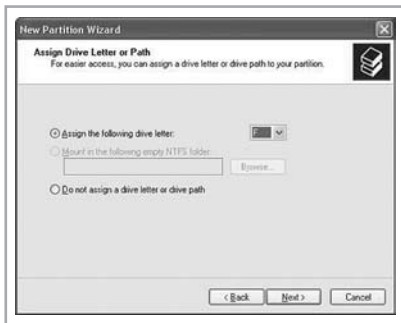 New Partition Wizard
Assign Drive Letter or Path
For easier access, you can assign a drive letter or drive path to your partition.
Assign the following drive letter: F
Mount in the following empty NTFS folder:
Browse...
Do not assign a drive letter or drive path
< Back Next > Cancel